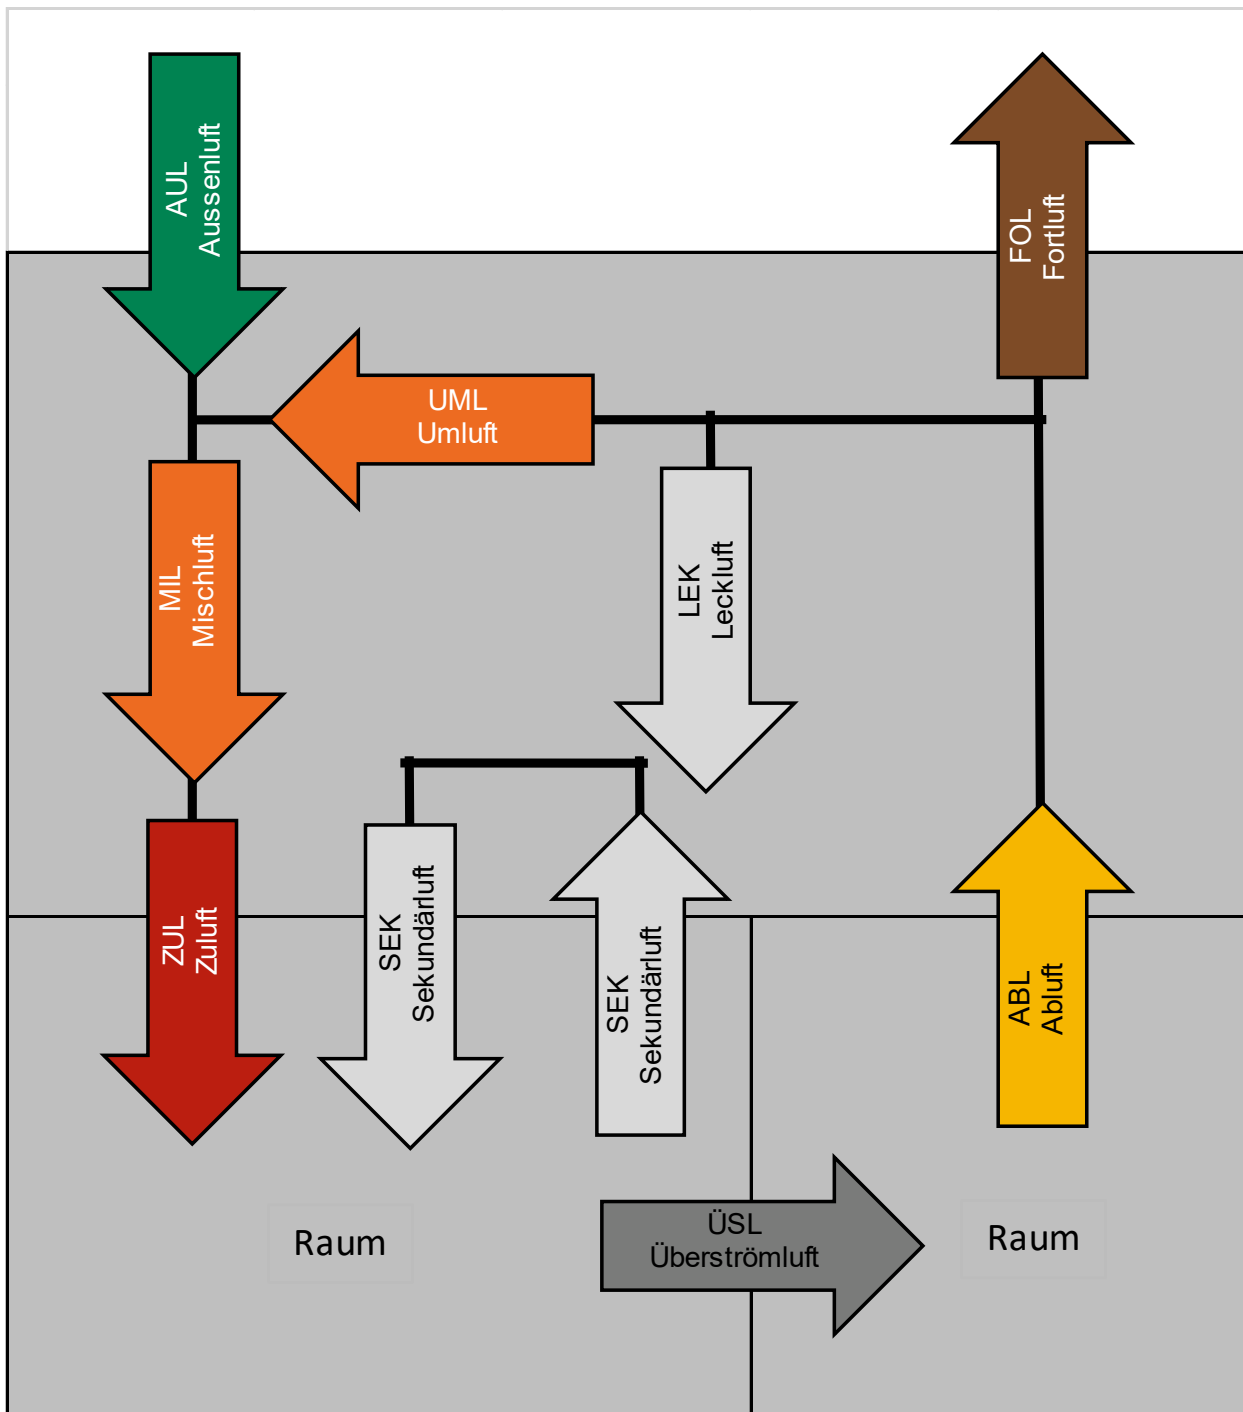 AUL
Aussenluft
FOL
Fortluft
UML
Umluft
MIL
Mischluft
LEK
Leckluft
ZUL
Zuluft
SEK
Sekundärluft
SEK
Sekundärluft
ABL
Abluft
ÜSL
Überströmluft
Raum
Raum